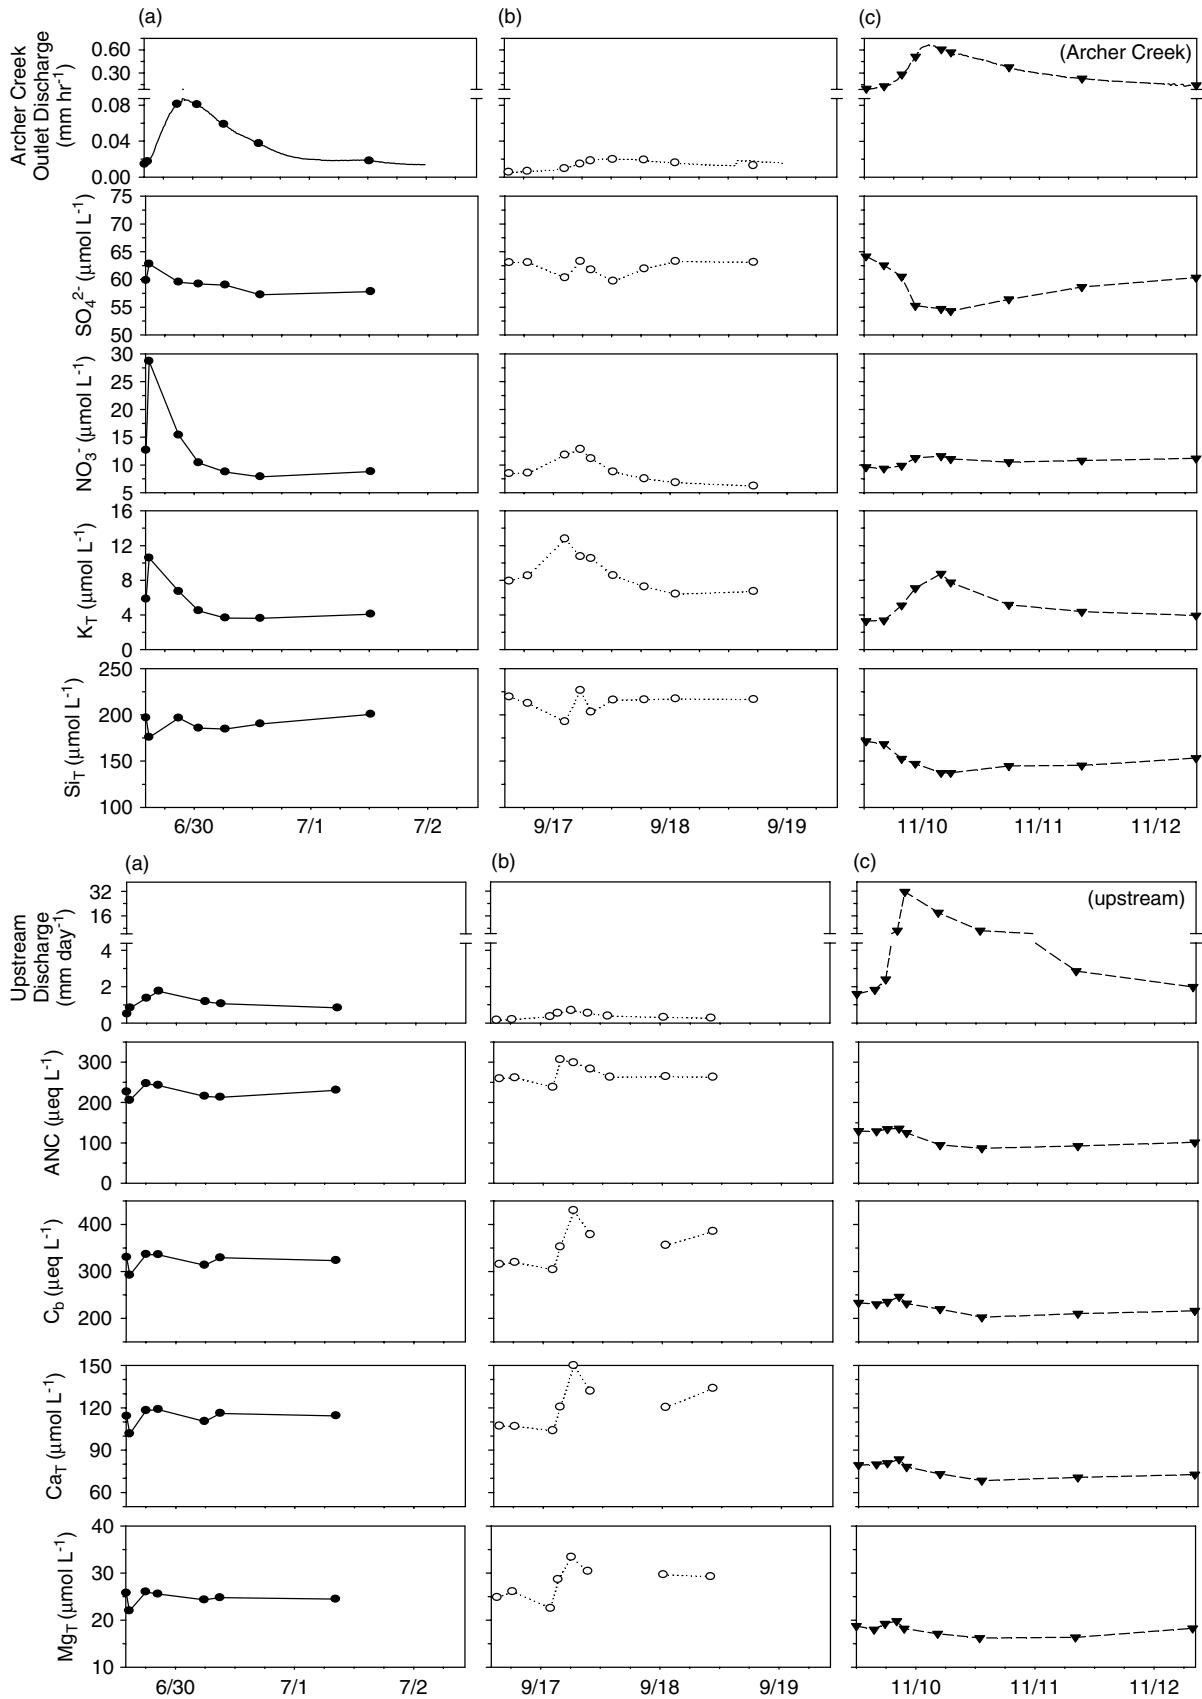 (a) (b) (c)
Archer Creek
Outlet Discharge
(mm hr-1)
0.60
0.30
0.08
0.04
0.00
(Archer Creek)
SO42- (μmol L-1)
75
70
65
60
55
50
NO3- (μmol L-1)
30
25
20
15
10
5
KT (μmol L-1)
16
12
8
4
0
SiT (μmol L-1)
250
200
150
100
6/30 7/1 7/2 9/17 9/18 9/19 11/10 11/11 11/12
(a) (b) (c)
Upstream
Discharge
(mm day-1)
32
16
4
2
0
(upstream)
ANC (μeq L-1)
300
200
100
0
Cb (μeq L-1)
400
300
200
CaT (μmol L-1)
150
120
90
60
MgT (μmol L-1)
40
30
20
10
6/30 7/1 7/2 9/17 9/18 9/19 11/10 11/11 11/12